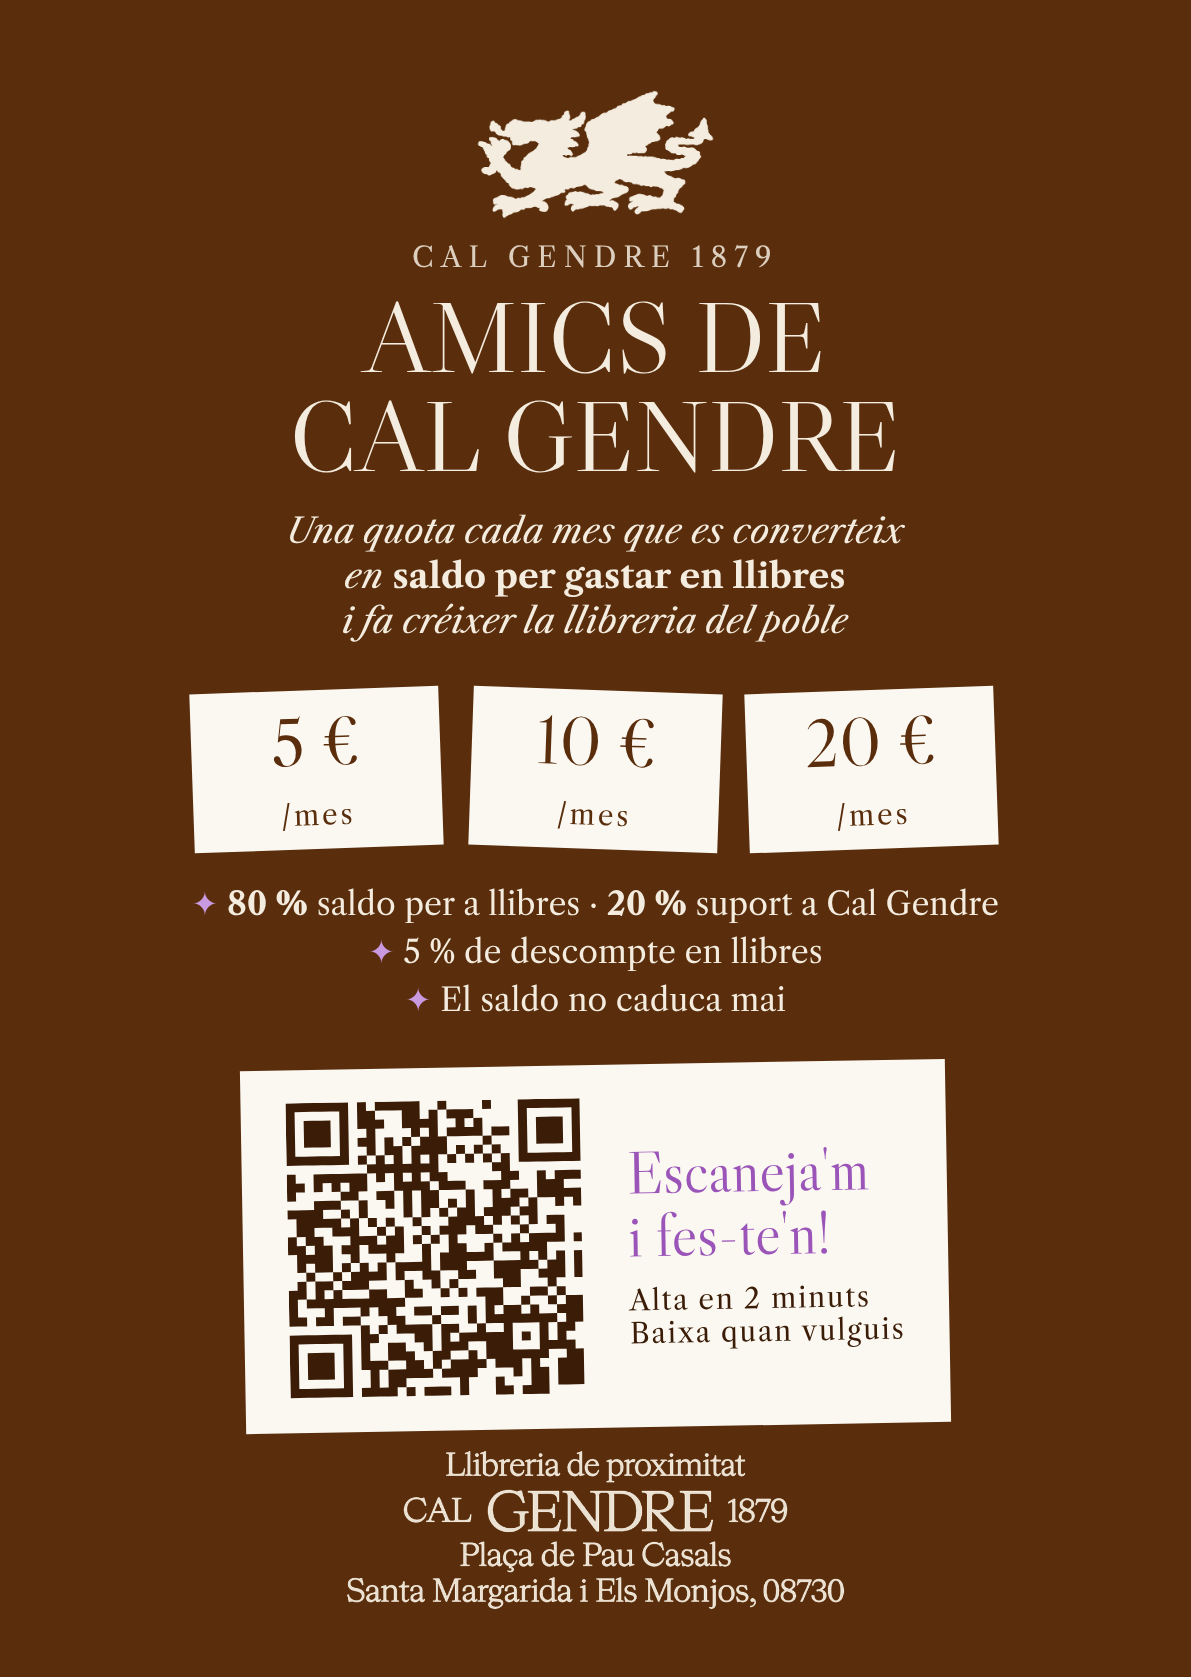 CAL GENDRE 1879
AMICS DE
CAL GENDRE
Una quota cada mes que es converteix
en saldo per gastar en llibres
i fa créixer la llibreria del poble
5 €
/mes
10 €
/mes
20 €
/mes
✦ 80 % saldo per a llibres · 20 % suport a Cal Gendre
✦ 5 % de descompte en llibres
✦ El saldo no caduca mai
Escaneja'm
i fes-te'n!
Alta en 2 minuts
Baixa quan vulguis
Llibreria de proximitat
CAL GENDRE 1879
Plaça de Pau Casals
Santa Margarida i Els Monjos, 08730